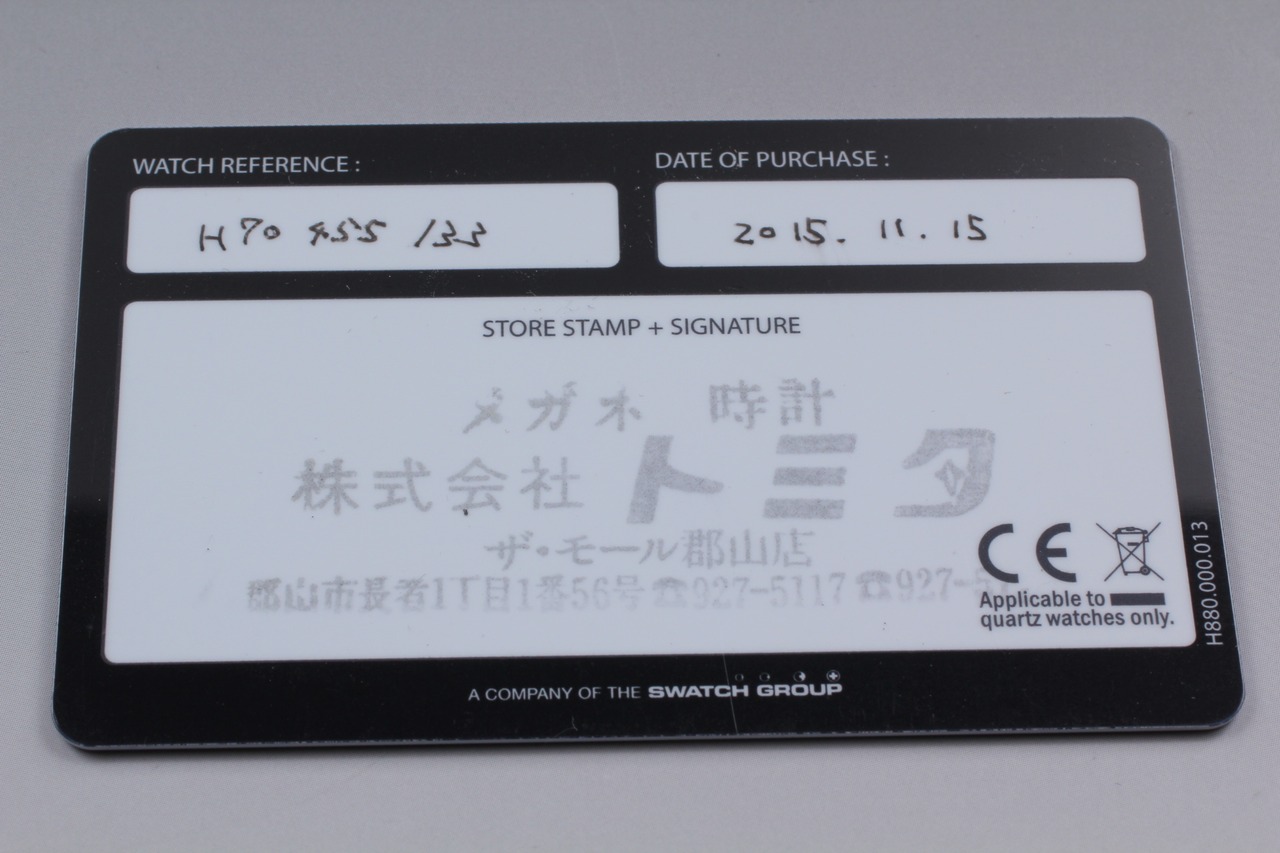 WATCH REFERENCE :
H70 455 133
DATE OF PURCHASE :
2015. 11. 15
STORE STAMP + SIGNATURE
メガネ 時計
株式会社 トミタ
ザ・モール郡山店
郡山市長者1丁目1番56号☎927-5117 ☎927-5
CE
Applicable to
quartz watches only.
H880.000.013
A COMPANY OF THE SWATCH GROUP